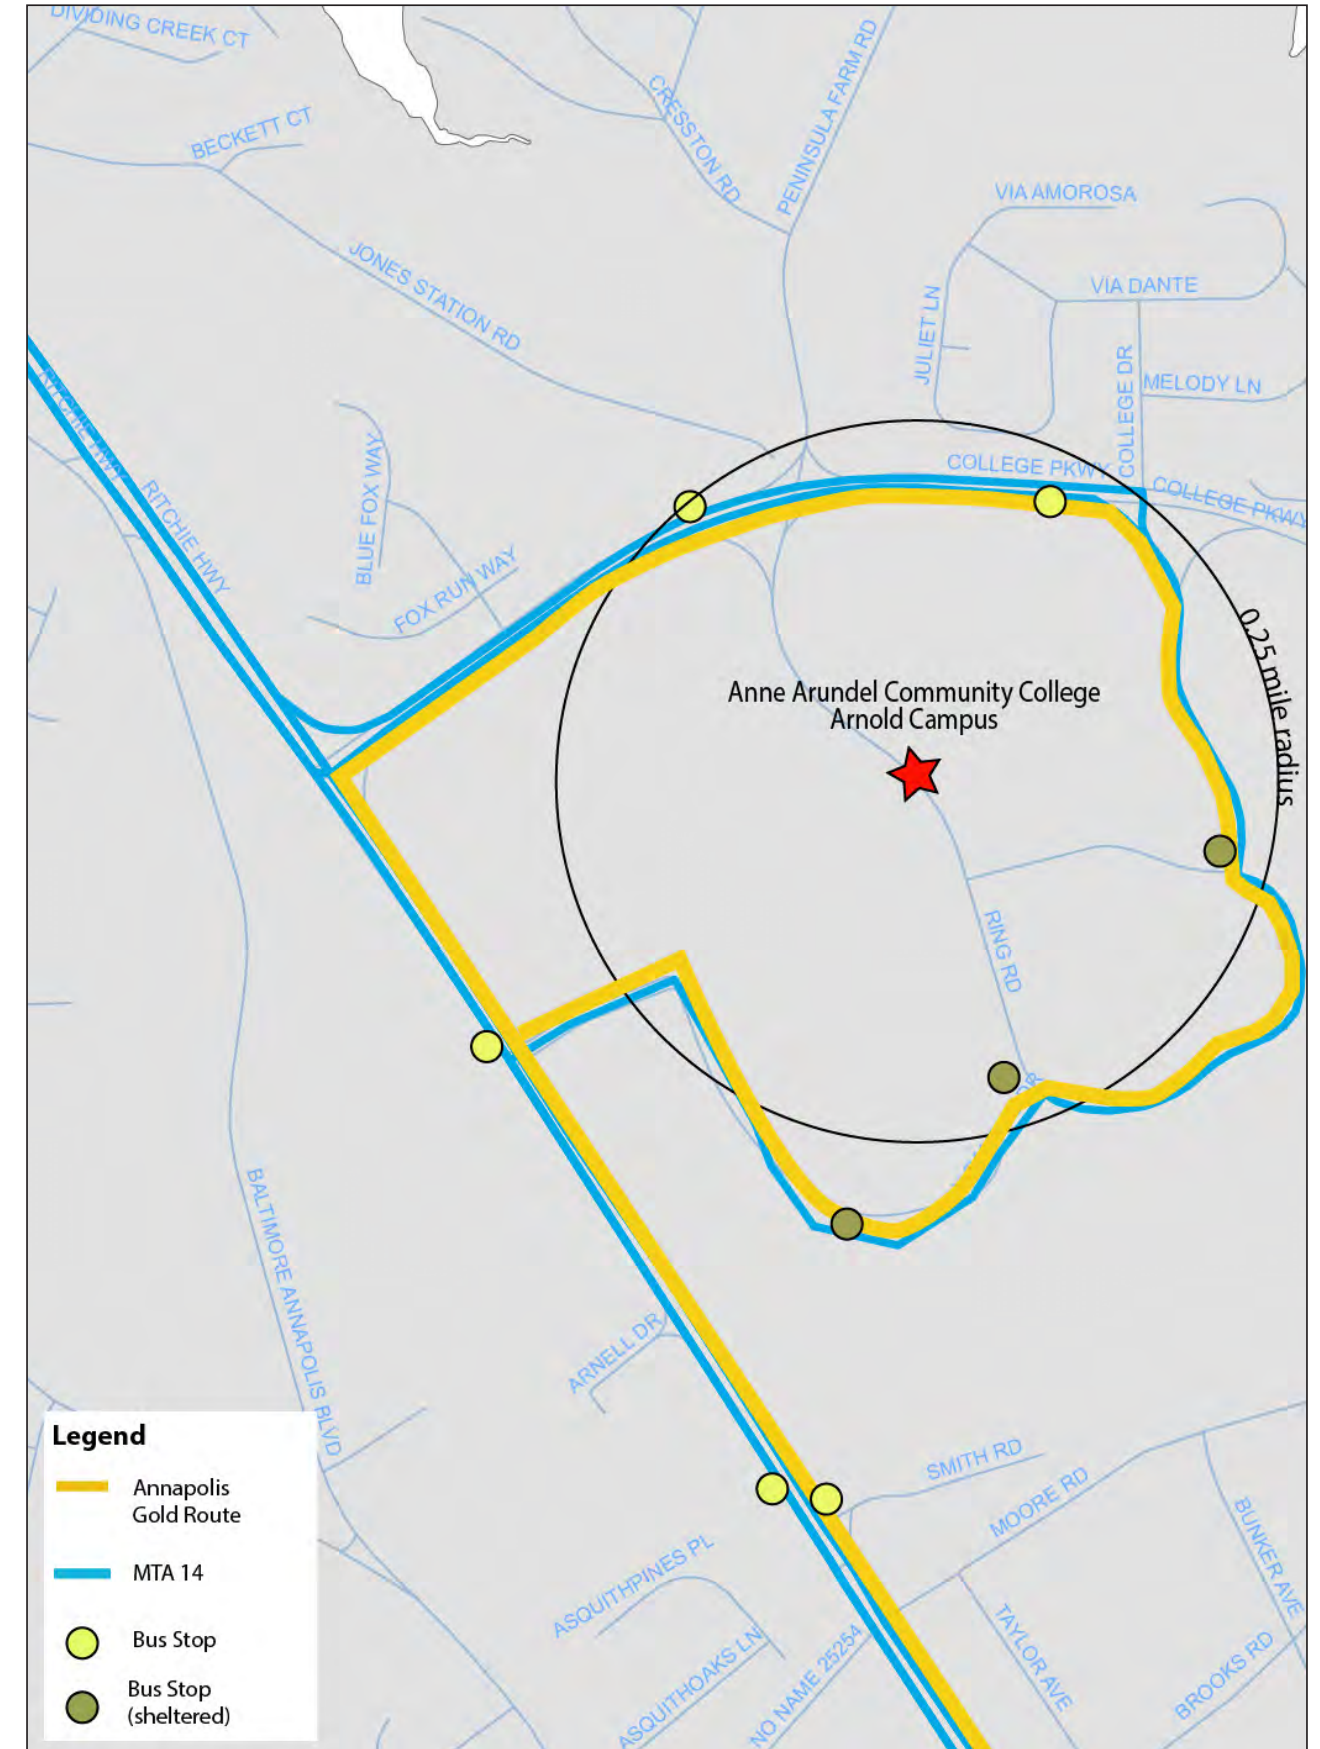 DIVIDING CREEK CT
BECKETT CT
CRESSTON RD
PENINSULA FARM RD
VIA AMOROSA
JONES STATION RD
JULIET LN
VIA DANTE
COLLEGE DR
MELODY LN
RITCHIE HWY
RITCHIE HWY
BLUE FOX WAY
FOX RUN WAY
COLLEGE PKWY
COLLEGE PKWY
0.25 mile radius
Anne Arundel Community College
Arnold Campus
RING RD
DR
BALTIMORE ANNAPOLIS BLVD
ARNELL DR
SMITH RD
MOORE RD
BUNKER AVE
ASQUITHPINES PL
ASQUITHOAKS LN
NO NAME 25254
TAYLOR AVE
BROOKS RD
Legend
Annapolis
Gold Route
MTA 14
Bus Stop
Bus Stop
(sheltered)